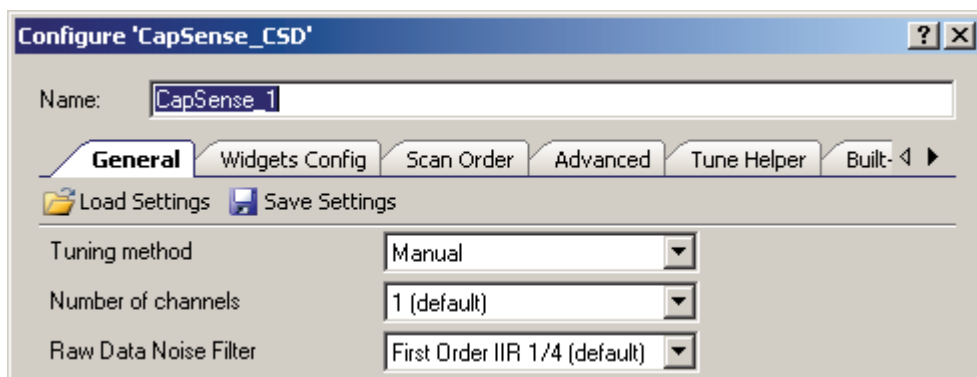 Configure 'CapSense_CSD'
Name: CapSense_1
General Widgets Config Scan Order Advanced Tune Helper Built-
Load Settings Save Settings
Tuning method Manual
Number of channels 1 (default)
Raw Data Noise Filter First Order IIR 1/4 (default)